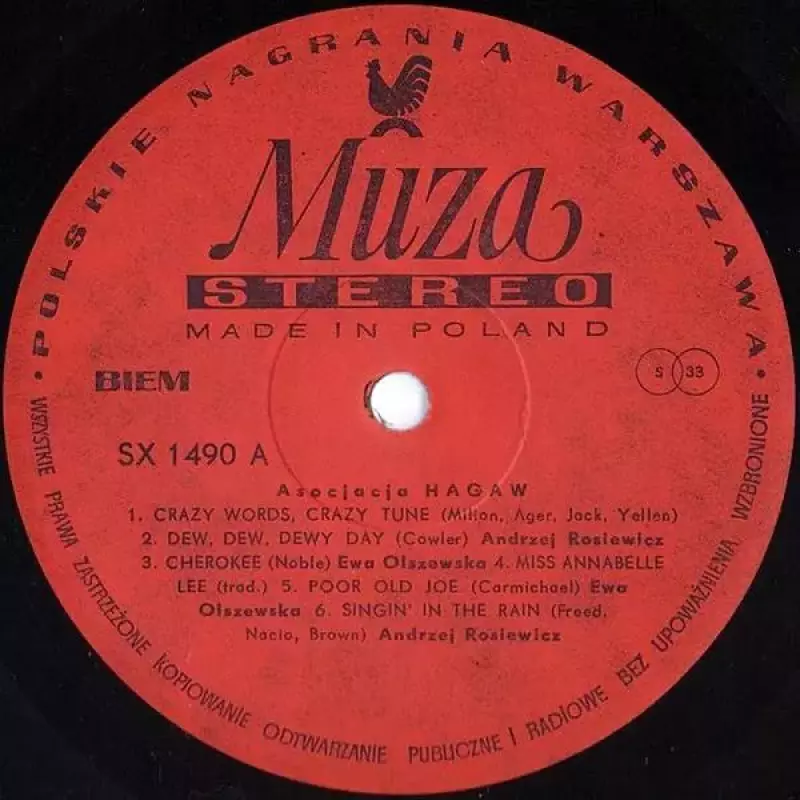 POLSKIE NAGRANIA WARSZAWA
Muza
STEREO
MADE IN POLAND
BIEM
S 33
SX 1490 A
Asocjacja HAGAW
1. CRAZY WORDS, CRAZY TUNE (Milton, Ager, Jack, Yellen)
2. DEW, DEW, DEWY DAY (Cowler) Andrzej Rosiewicz
3. CHEROKEE (Noble) Ewa Olszewska 4. MISS ANNABELLE
LEE (trad.) 5. POOR OLD JOE (Carmichael) Ewa
Olszewska 6. SINGIN' IN THE RAIN (Freed,
Nacio, Brown) Andrzej Rosiewicz
• WSZYSTKIE PRAWA ZASTRZEŻONE KOPIOWANIE ODTWARZANIE PUBLICZNE I RADIOWE BEZ UPOWAŻNIENIA WZBRONIONE •